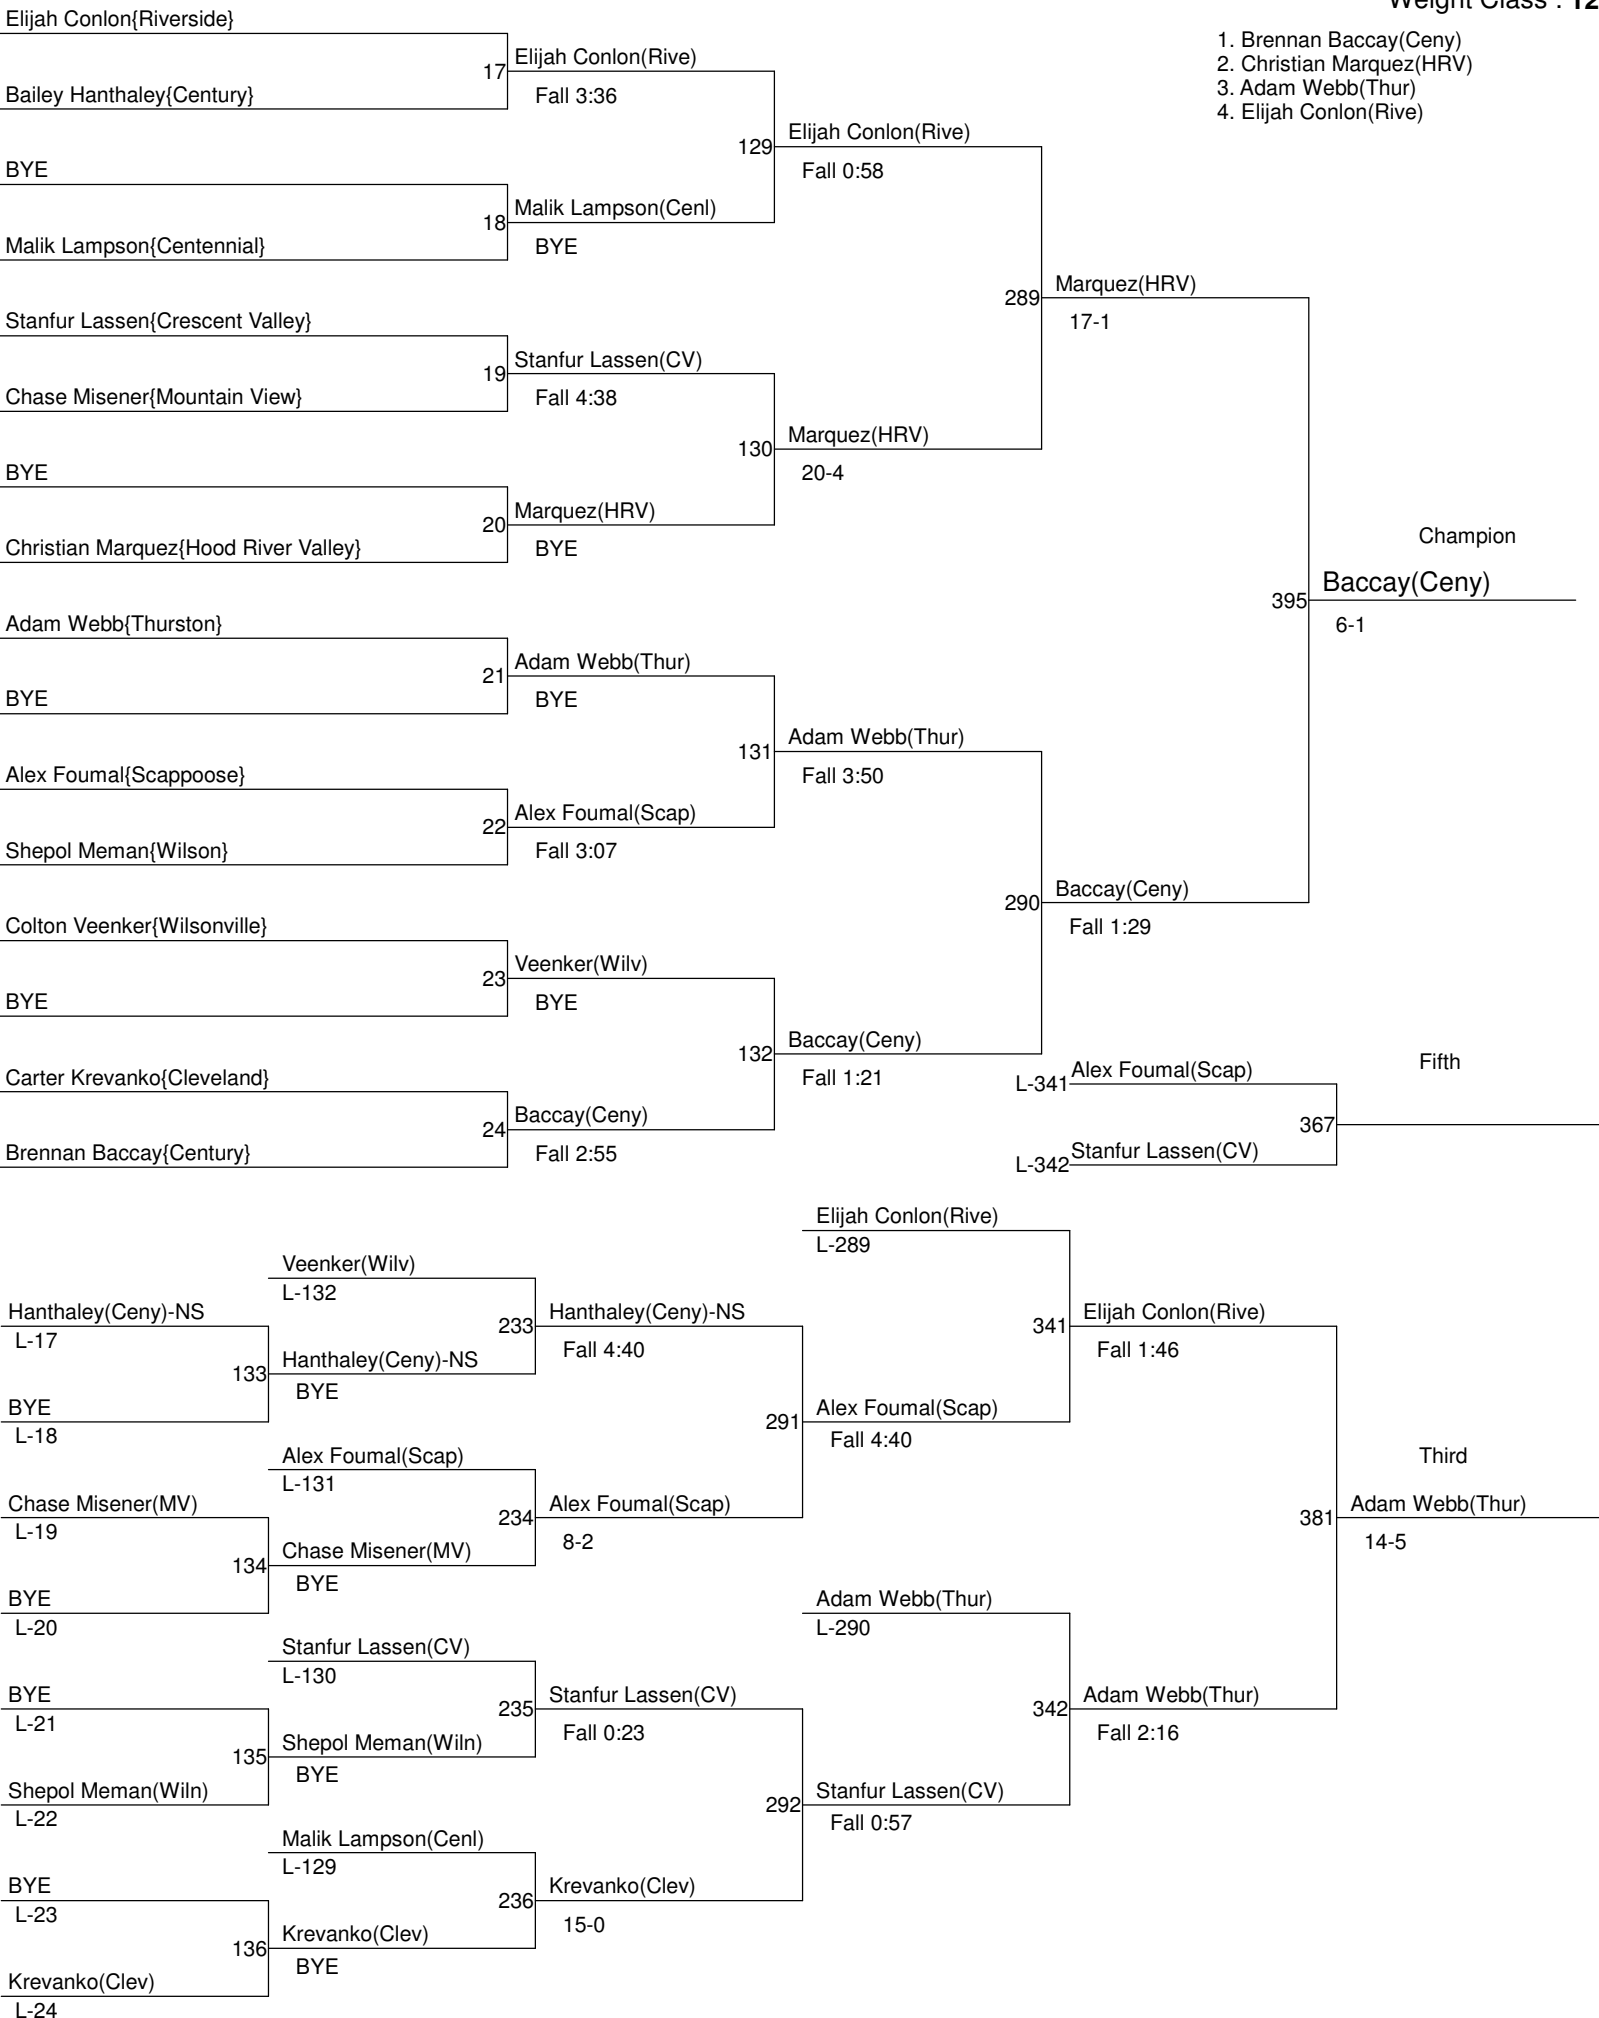 Weight Class : 12
1. Brennan Baccay(Ceny)
2. Christian Marquez(HRV)
3. Adam Webb(Thur)
4. Elijah Conlon(Rive)
Elijah Conlon{Riverside}
17
Elijah Conlon(Rive)
Fall 3:36
Bailey Hanthaley{Century}
129
Elijah Conlon(Rive)
Fall 0:58
BYE
18
Malik Lampson(Cenl)
BYE
Malik Lampson{Centennial}
289
Marquez(HRV)
17-1
Stanfur Lassen{Crescent Valley}
19
Stanfur Lassen(CV)
Fall 4:38
Chase Misener{Mountain View}
130
Marquez(HRV)
20-4
BYE
20
Marquez(HRV)
BYE
Christian Marquez{Hood River Valley}
Champion
395
Baccay(Ceny)
6-1
Adam Webb{Thurston}
21
Adam Webb(Thur)
BYE
BYE
131
Adam Webb(Thur)
Fall 3:50
Alex Foumal{Scappoose}
22
Alex Foumal(Scap)
Fall 3:07
Shepol Meman{Wilson}
290
Baccay(Ceny)
Fall 1:29
Colton Veenker{Wilsonville}
23
Veenker(Wilv)
BYE
BYE
132
Baccay(Ceny)
Fall 1:21
Carter Krevanko{Cleveland}
24
Baccay(Ceny)
Fall 2:55
Brennan Baccay{Century}
Fifth
L-341
Alex Foumal(Scap)
367
L-342
Stanfur Lassen(CV)
Elijah Conlon(Rive)
L-289
Veenker(Wilv)
L-132
Hanthaley(Ceny)-NS
L-17
233
Hanthaley(Ceny)-NS
Fall 4:40
341
Elijah Conlon(Rive)
Fall 1:46
133
Hanthaley(Ceny)-NS
BYE
BYE
L-18
291
Alex Foumal(Scap)
Fall 4:40
Alex Foumal(Scap)
L-131
Third
Chase Misener(MV)
L-19
234
Alex Foumal(Scap)
8-2
381
Adam Webb(Thur)
14-5
134
Chase Misener(MV)
BYE
BYE
L-20
Adam Webb(Thur)
L-290
Stanfur Lassen(CV)
L-130
BYE
L-21
235
Stanfur Lassen(CV)
Fall 0:23
342
Adam Webb(Thur)
Fall 2:16
135
Shepol Meman(Wiln)
BYE
Shepol Meman(Wiln)
L-22
292
Stanfur Lassen(CV)
Fall 0:57
Malik Lampson(Cenl)
L-129
BYE
L-23
236
Krevanko(Clev)
15-0
136
Krevanko(Clev)
BYE
Krevanko(Clev)
L-24